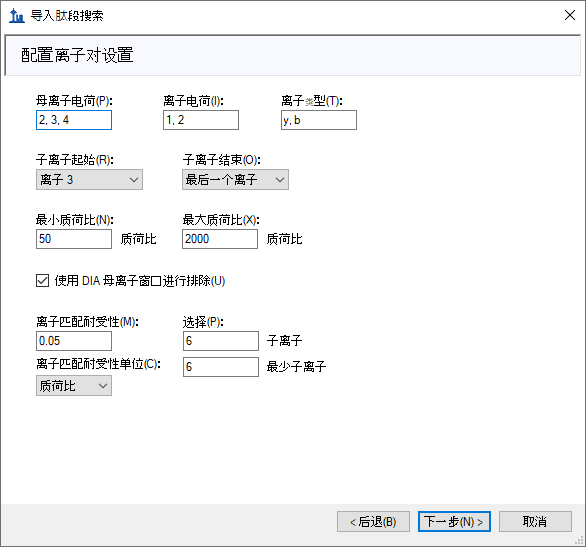 导入肽段搜索
配置离子对设置
母离子电荷(P): 离子电荷(I): 离子类型(T):
2, 3, 4 1, 2 y, b
子离子起始(R): 子离子结束(O):
离子 3 最后一个离子
最小质荷比(N): 最大质荷比(X):
50 质荷比 2000 质荷比
使用 DIA 母离子窗口进行排除(U)
离子匹配耐受性(M): 选择(P):
0.05 6 子离子
离子匹配耐受性单位(C): 6 最少子离子
质荷比
< 后退(B) 下一步(N) > 取消